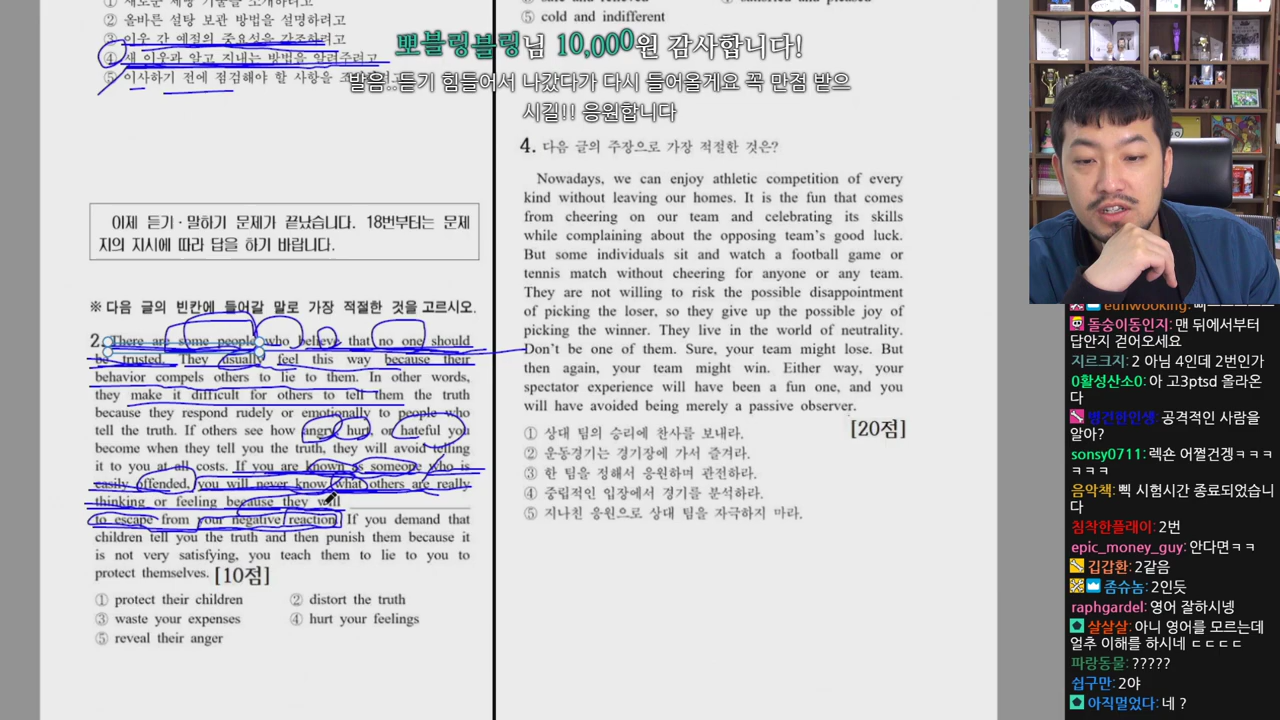 ② 올바른 설탕 보관 방법을 설명하려고
③ 이웃 간 예절의 중요성을 강조하려고
④ 새 이웃과 알고 지내는 방법을 알려주려고
⑤ 이사하기 전에 점검해야 할 사항을
이제 듣기·말하기 문제가 끝났습니다. 18번부터는 문제
지의 지시에 따라 답을 하기 바랍니다.
※ 다음 글의 빈칸에 들어갈 말로 가장 적절한 것을 고르시오.
2. There are some people who believe that no one should
be trusted. They usually feel this way because their
behavior compels others to lie to them. In other words,
they make it difficult for others to tell them the truth
because they respond rudely or emotionally to people who
tell the truth. If others see how angry, hurt, or hateful you
become when they tell you the truth, they will avoid telling
it to you at all costs. If you are known as someone who is
easily offended, you will never know what others are really
thinking or feeling because they will
to escape from your negative reaction. If you demand that
children tell you the truth and then punish them because it
is not very satisfying, you teach them to lie to you to
protect themselves. [10점]
① protect their children ② distort the truth
③ waste your expenses ④ hurt your feelings
⑤ reveal their anger
⑤ cold and indifferent
뽀블링블링님 10,000원 감사합니다!
발음..듣기 힘들어서 나갔다가 다시 들어올게요 꼭 만점 받으
시길!! 응원합니다
4. 다음 글의 주장으로 가장 적절한 것은?
Nowadays, we can enjoy athletic competition of every
kind without leaving our homes. It is the fun that comes
from cheering on our team and celebrating its skills
while complaining about the opposing team's good luck.
But some individuals sit and watch a football game or
tennis match without cheering for anyone or any team.
They are not willing to risk the possible disappointment
of picking the loser, so they give up the possible joy of
picking the winner. They live in the world of neutrality.
Don't be one of them. Sure, your team might lose. But
then again, your team might win. Either way, your
spectator experience will have been a fun one, and you
will have avoided being merely a passive observer.
[20점]
① 상대 팀의 승리에 찬사를 보내라.
② 운동경기는 경기장에 가서 즐겨라.
③ 한 팀을 정해서 응원하며 관전하라.
④ 중립적인 입장에서 경기를 분석하라.
⑤ 지나친 응원으로 상대 팀을 자극하지 마라.
eunwooking:
돌숭이동인지: 맨 뒤에서부터
답안지 걷어오세요
지르크지: 2 아님 4인데 2번인가
0활성산소0: 아 고3ptsd 올라온
다
빙건한인생: 공격적인 사람을
알아?
sonsy0711: 렉숀 어쩔건겡ㅋㅋㅋ
ㅋㅋㅋ
음악책: 삑 시험시간 종료되었습니
다
침착한플레이: 2번
epic_money_guy: 안다면ㅋㅋ
김갑환: 2같음
좀슈놈: 2인듯
raphgardel: 영어 잘하시넹
살살살: 아니 영어를 모르는데
얼추 이해를 하시네 ㄷㄷㄷㄷ
파랑동물: ?????
쉽구만: 2야
아직멀었다: 네 ?